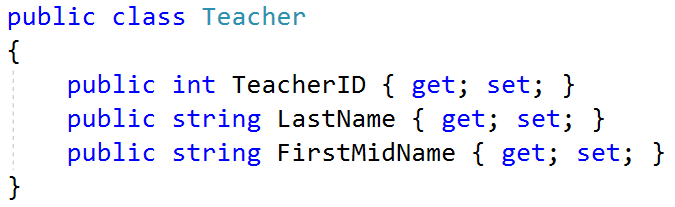 public class Teacher
{
    public int TeacherID { get; set; }
    public string LastName { get; set; }
    public string FirstMidName { get; set; }
}